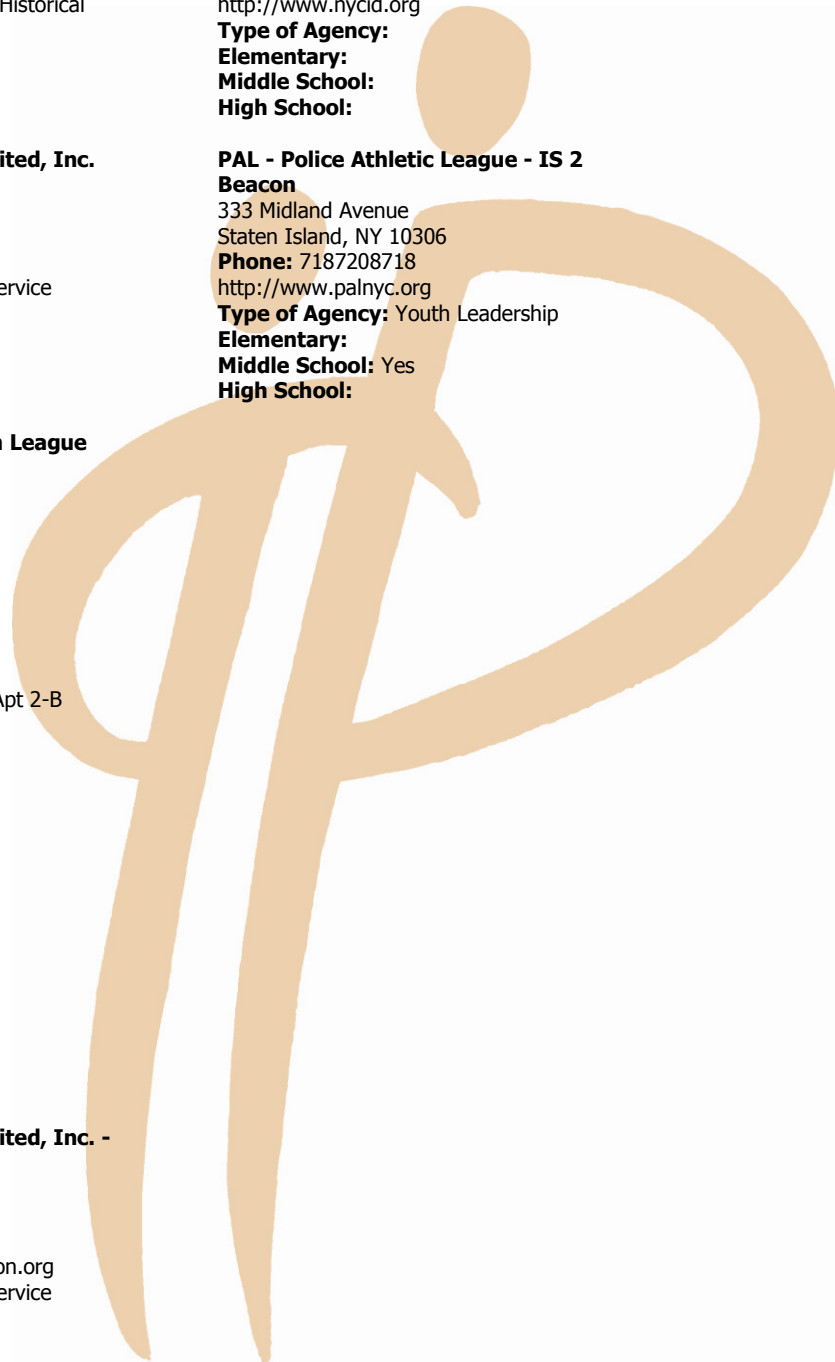 Historical
ited, Inc.
ervice
League
Apt 2-B
ited, Inc. -
on.org
ervice
http://www.nycid.org
Type of Agency:
Elementary:
Middle School:
High School:
PAL - Police Athletic League - IS 2
Beacon
333 Midland Avenue
Staten Island, NY 10306
Phone: 7187208718
http://www.palnyc.org
Type of Agency: Youth Leadership
Elementary:
Middle School: Yes
High School: